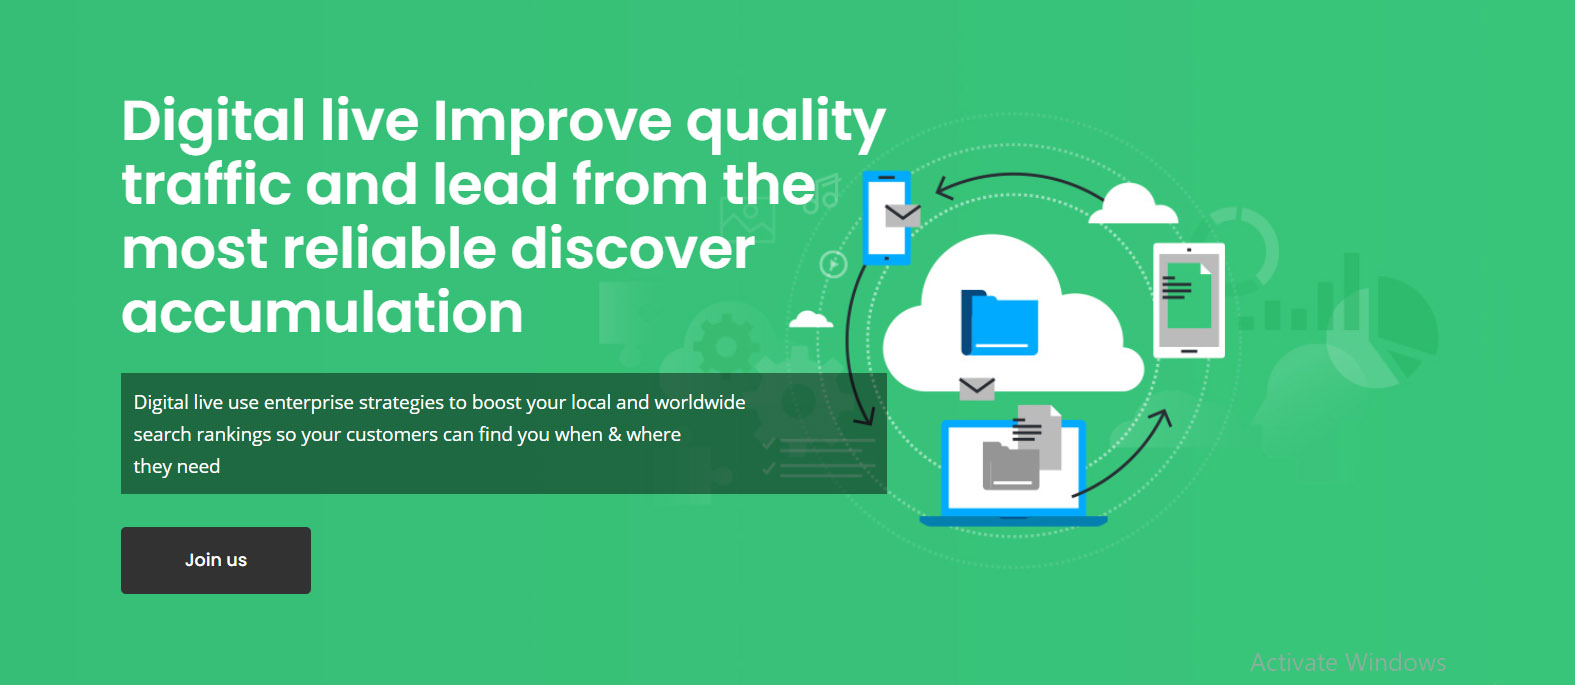 Digital live Improve quality
traffic and lead from the
most reliable discover
accumulation
Digital live use enterprise strategies to boost your local and worldwide
search rankings so your customers can find you when & where
they need
Join us
Activate Windows